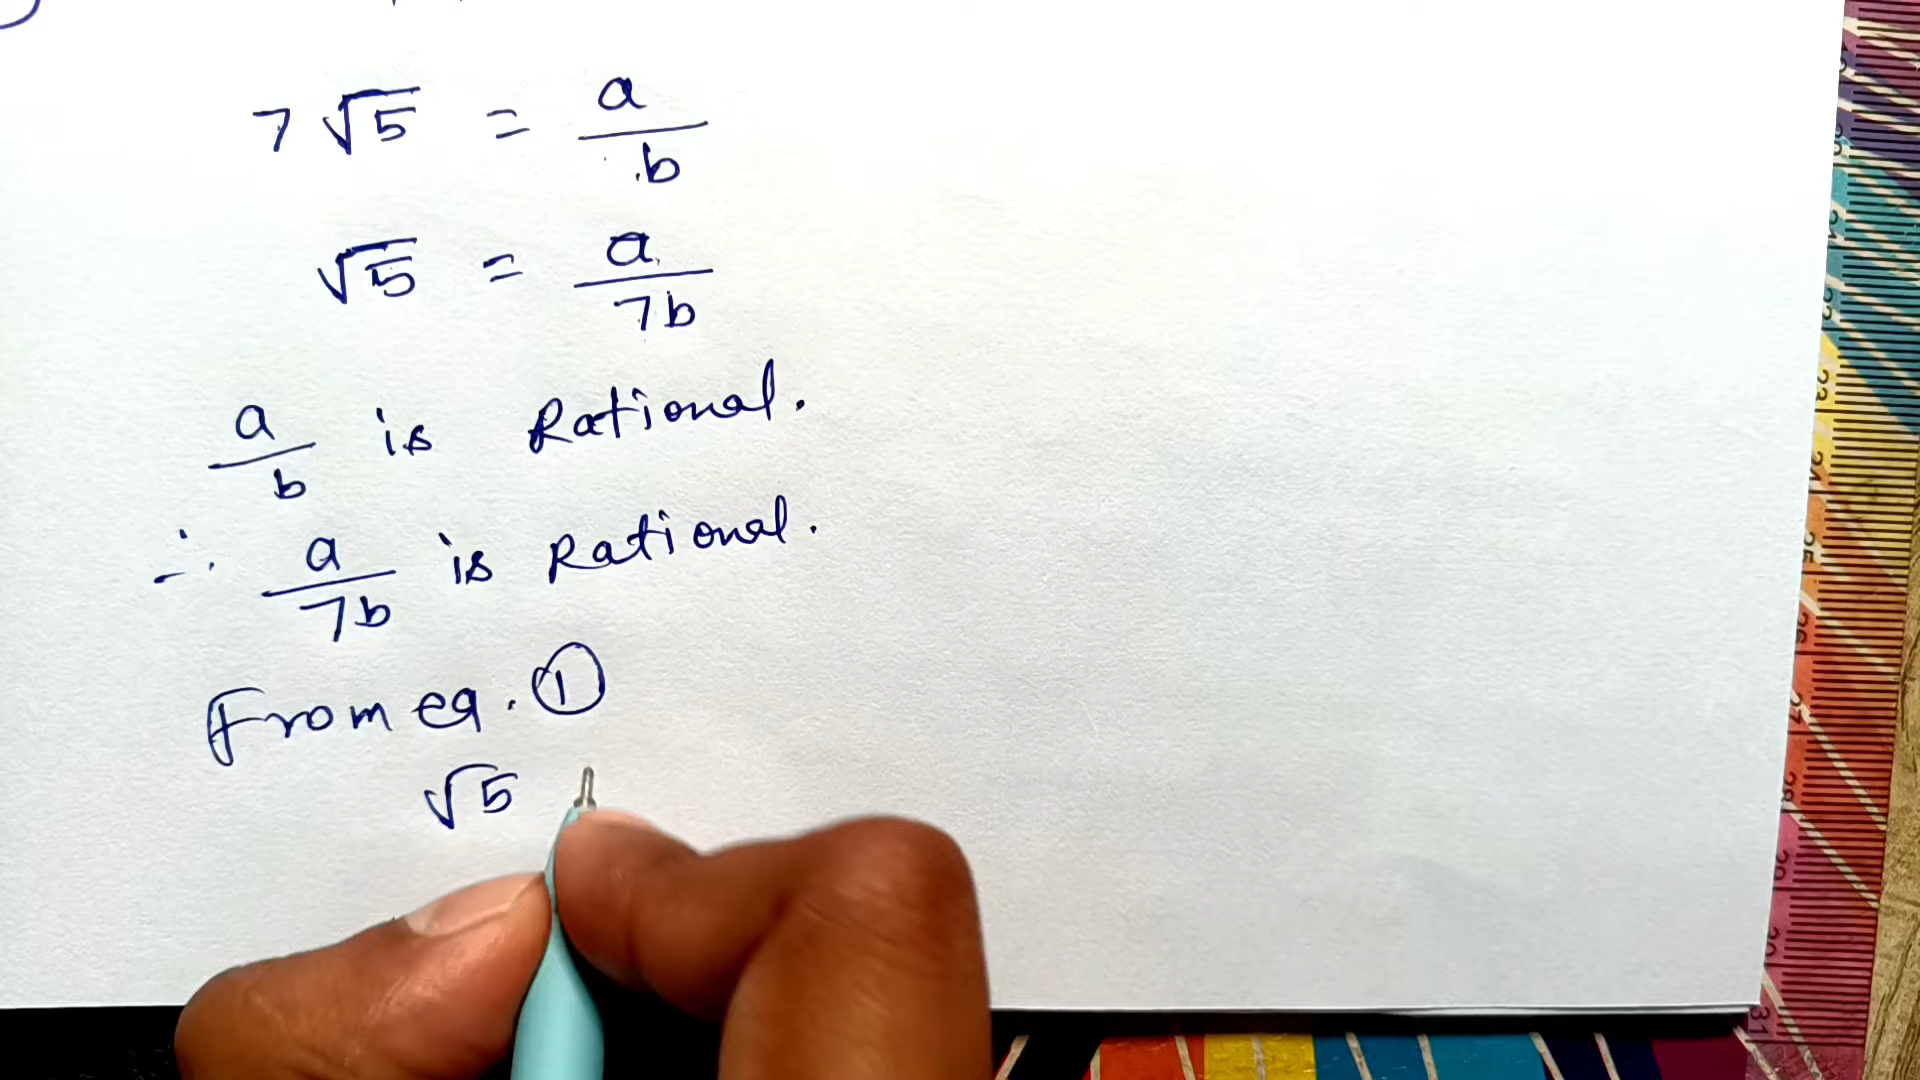 7√5 = a/b
√5 = a/7b
a/b is Rational.
∴ a/7b is Rational.
From eq. ①
√5